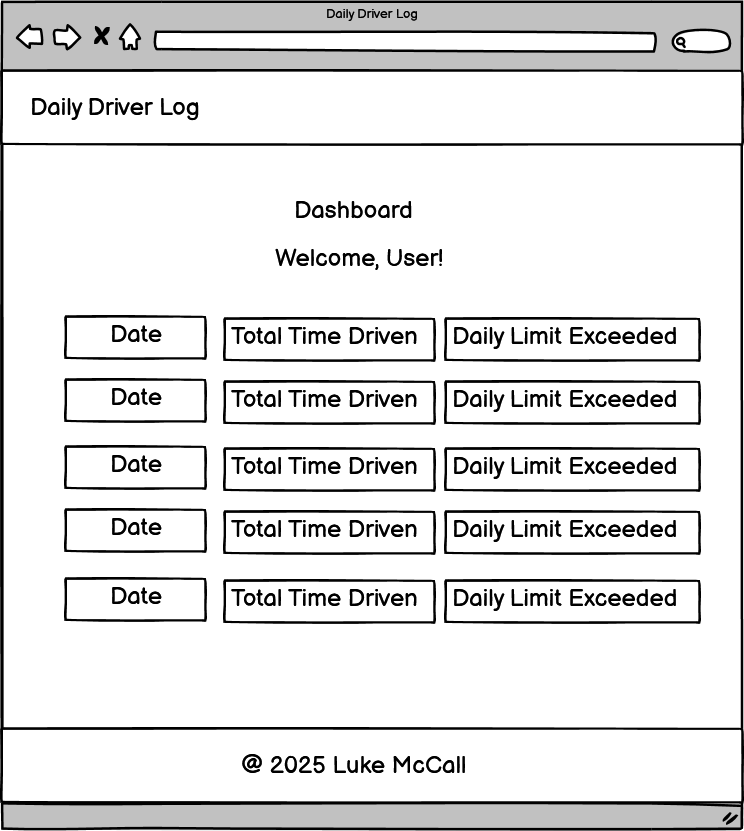 Daily Driver Log
Daily Driver Log
Dashboard
Welcome, User!
Date Total Time Driven Daily Limit Exceeded
Date Total Time Driven Daily Limit Exceeded
Date Total Time Driven Daily Limit Exceeded
Date Total Time Driven Daily Limit Exceeded
Date Total Time Driven Daily Limit Exceeded
@ 2025 Luke McCall